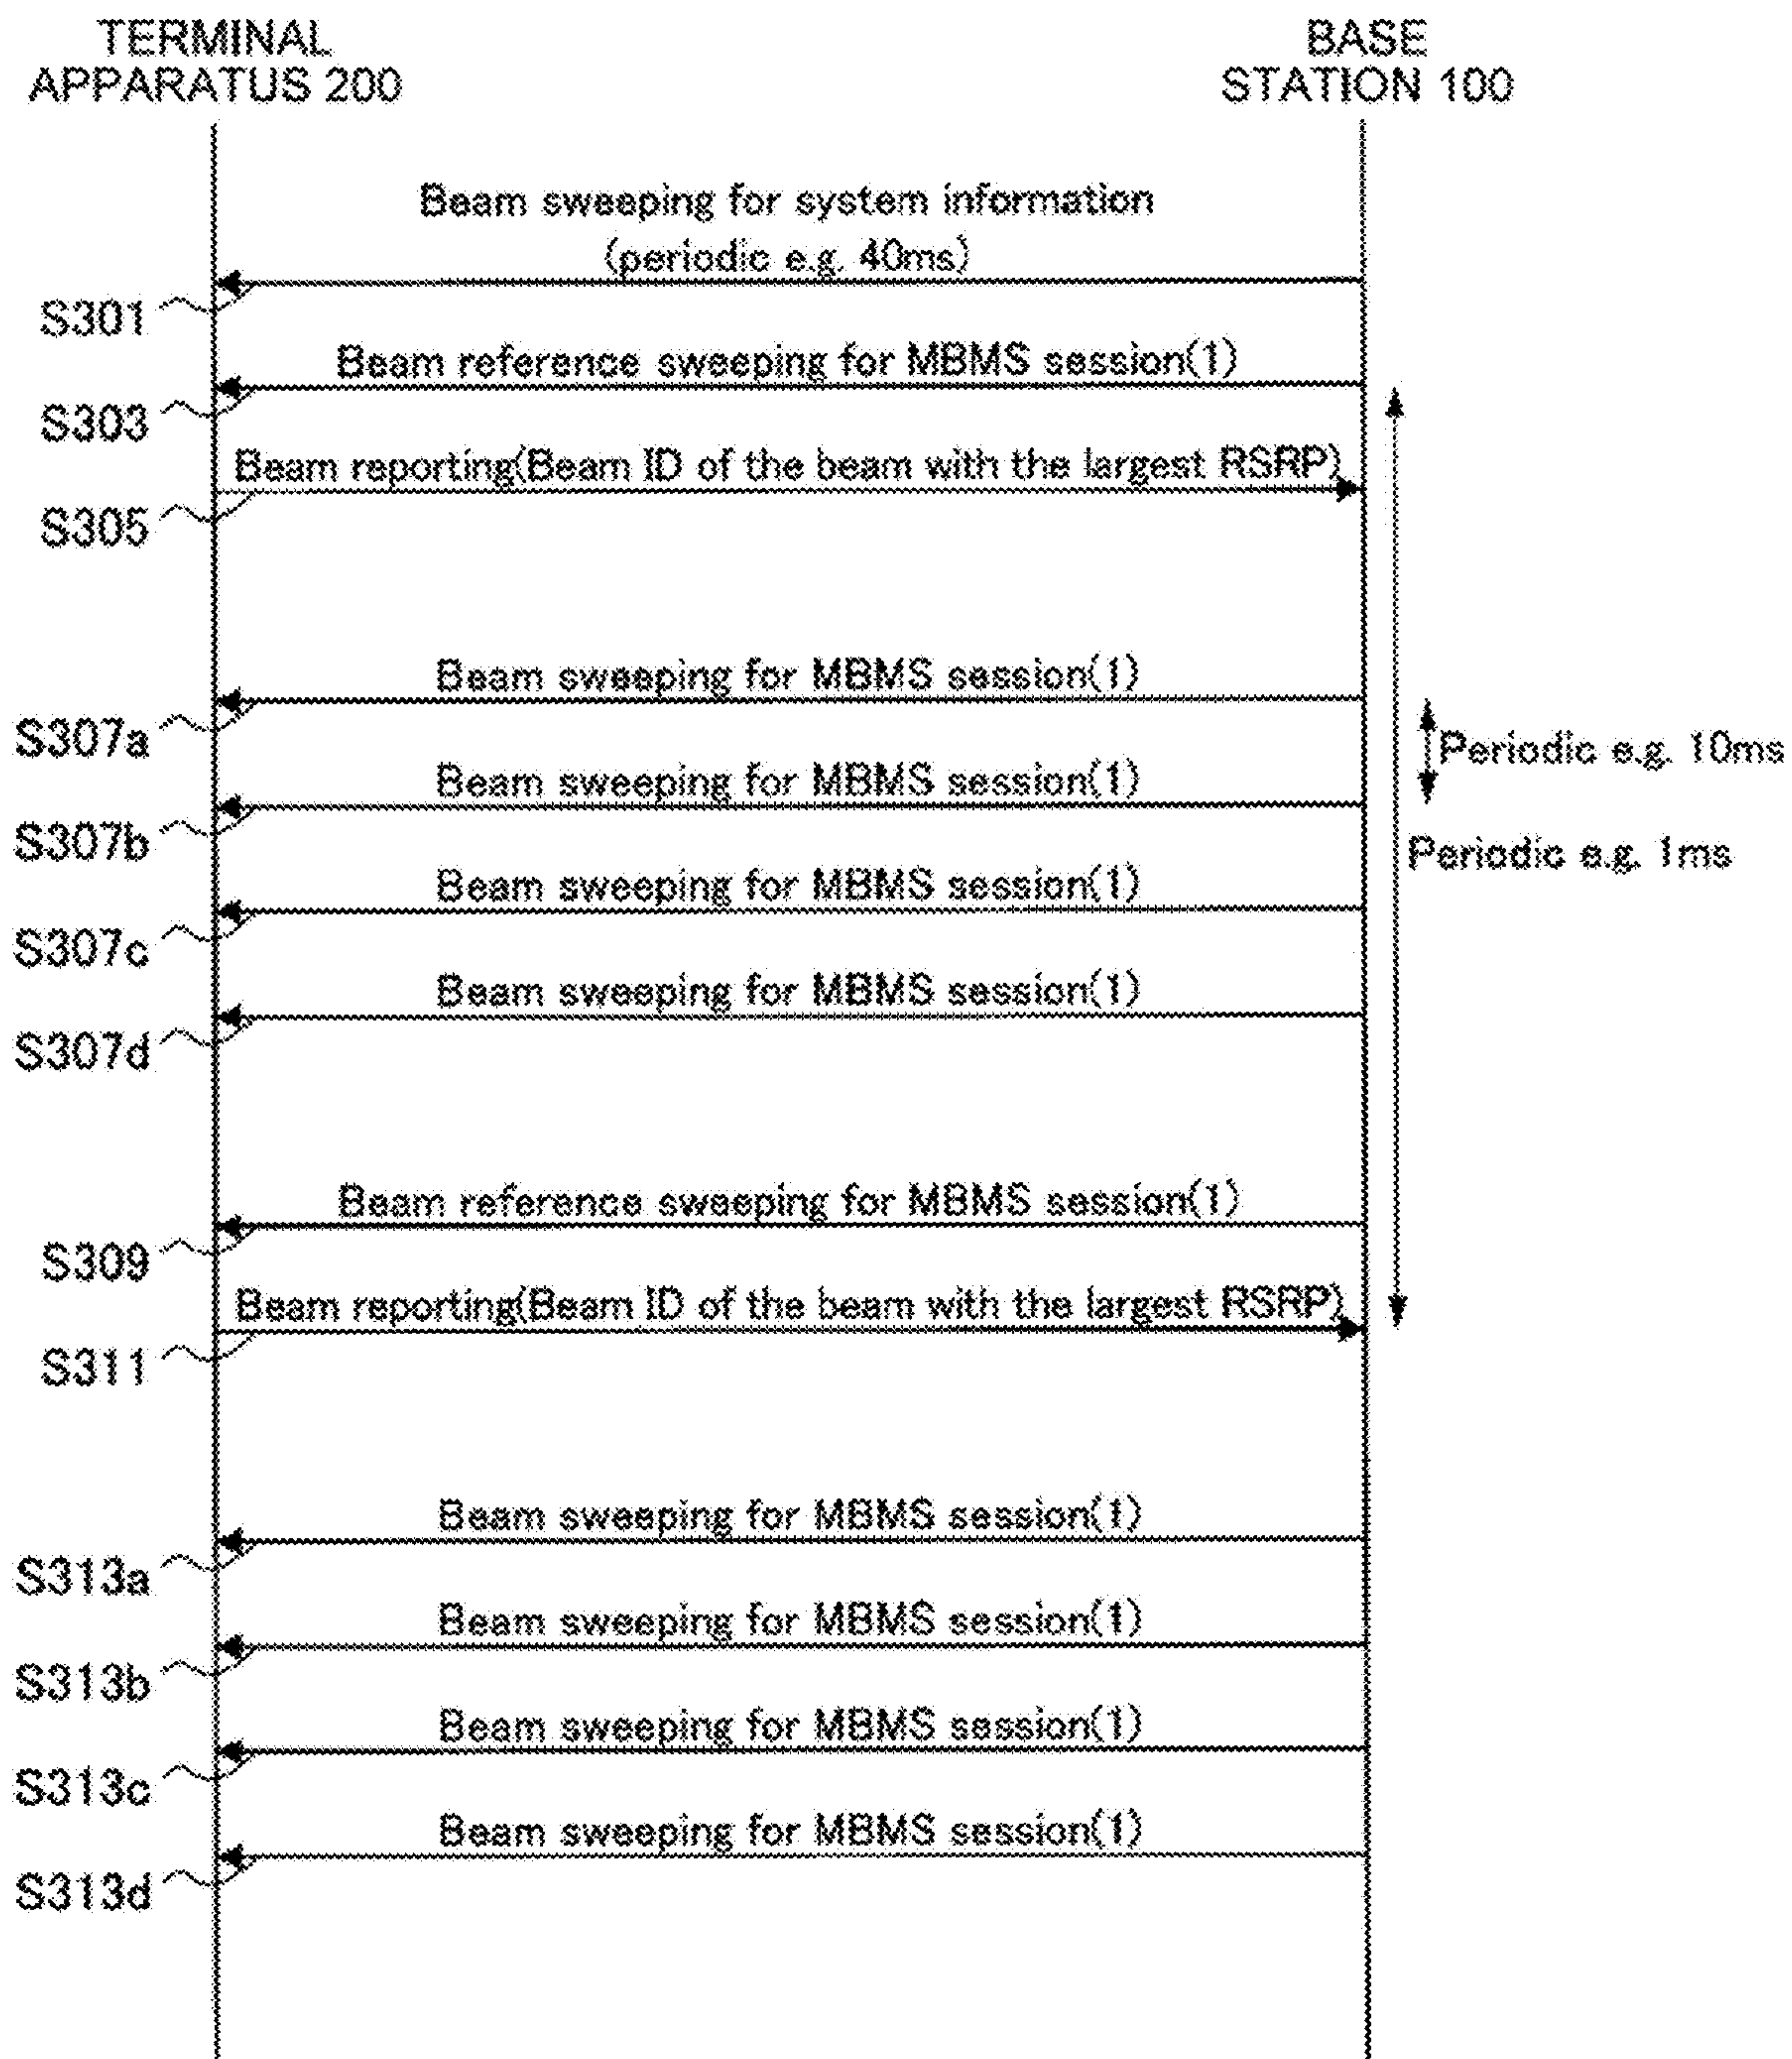 TERMINAL
APPARATUS 200
BASE
STATION 100
Beam sweeping for system information
(periodic e.g. 40ms)
S301
Beam reference sweeping for MBMS session(1)
S303
Beam reporting(Beam ID of the beam with the largest RSRP)
S305
Beam sweeping for MBMS session(1)
S307a
Periodic e.g. 10ms
Beam sweeping for MBMS session(1)
S307b
Periodic e.g. 1ms
Beam sweeping for MBMS session(1)
S307c
Beam sweeping for MBMS session(1)
S307d
Beam reference sweeping for MBMS session(1)
S309
Beam reporting(Beam ID of the beam with the largest RSRP)
S311
Beam sweeping for MBMS session(1)
S313a
Beam sweeping for MBMS session(1)
S313b
Beam sweeping for MBMS session(1)
S313c
Beam sweeping for MBMS session(1)
S313d